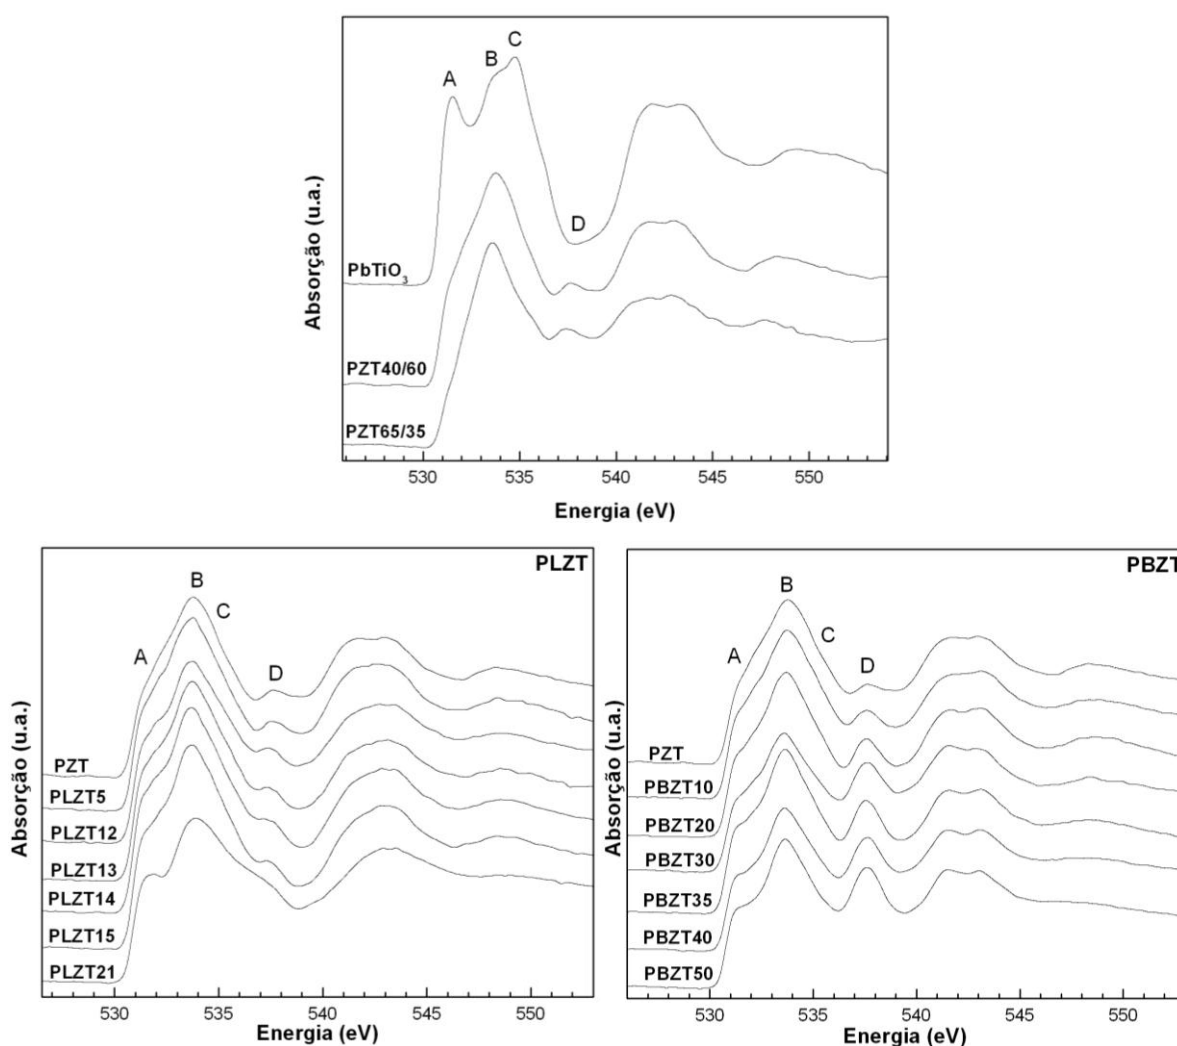 C
B
A
D
Absorção (u.a.)
PbTiO3
PZT40/60
PZT65/35
530 535 540 545 550
Energia (eV)
PLZT
B
C
A
D
Absorção (u.a.)
PZT
PLZT5
PLZT12
PLZT13
PLZT14
PLZT15
PLZT21
530 535 540 545 550
Energia (eV)
PBZT
B
C
A
D
Absorção (u.a.)
PZT
PBZT10
PBZT20
PBZT30
PBZT35
PBZT40
PBZT50
530 535 540 545 550
Energia (eV)